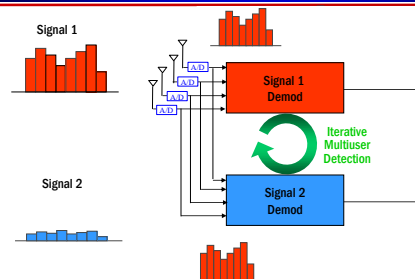 Signal 1
A/D
A/D
A/D
A/D
Signal 1
Demod
Iterative
Multiuser
Detection
Signal 2
Signal 2
Demod